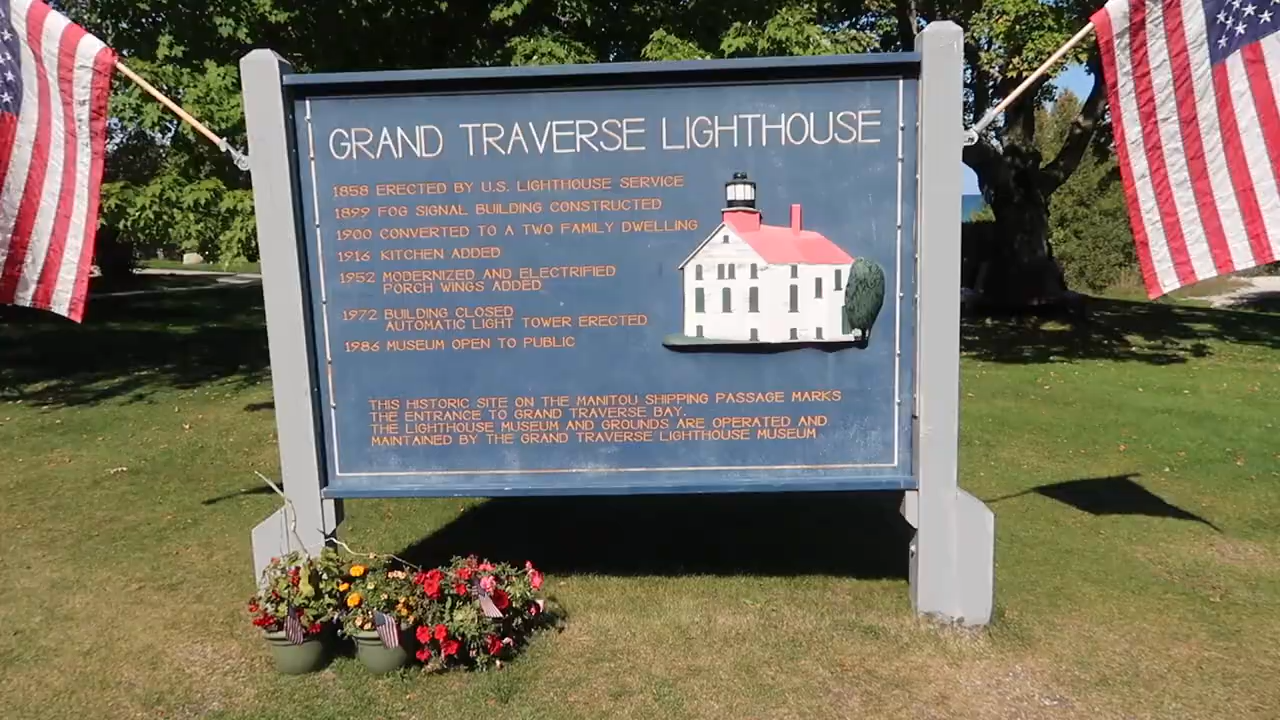 GRAND TRAVERSE LIGHTHOUSE
1858 ERECTED BY U.S. LIGHTHOUSE SERVICE
1899 FOG SIGNAL BUILDING CONSTRUCTED
1900 CONVERTED TO A TWO FAMILY DWELLING
1916 KITCHEN ADDED
1952 MODERNIZED AND ELECTRIFIED
PORCH WINGS ADDED
1972 BUILDING CLOSED
AUTOMATIC LIGHT TOWER ERECTED
1986 MUSEUM OPEN TO PUBLIC
THIS HISTORIC SITE ON THE MANITOU SHIPPING PASSAGE MARKS
THE ENTRANCE TO GRAND TRAVERSE BAY.
THE LIGHTHOUSE MUSEUM AND GROUNDS ARE OPERATED AND
MAINTAINED BY THE GRAND TRAVERSE LIGHTHOUSE MUSEUM